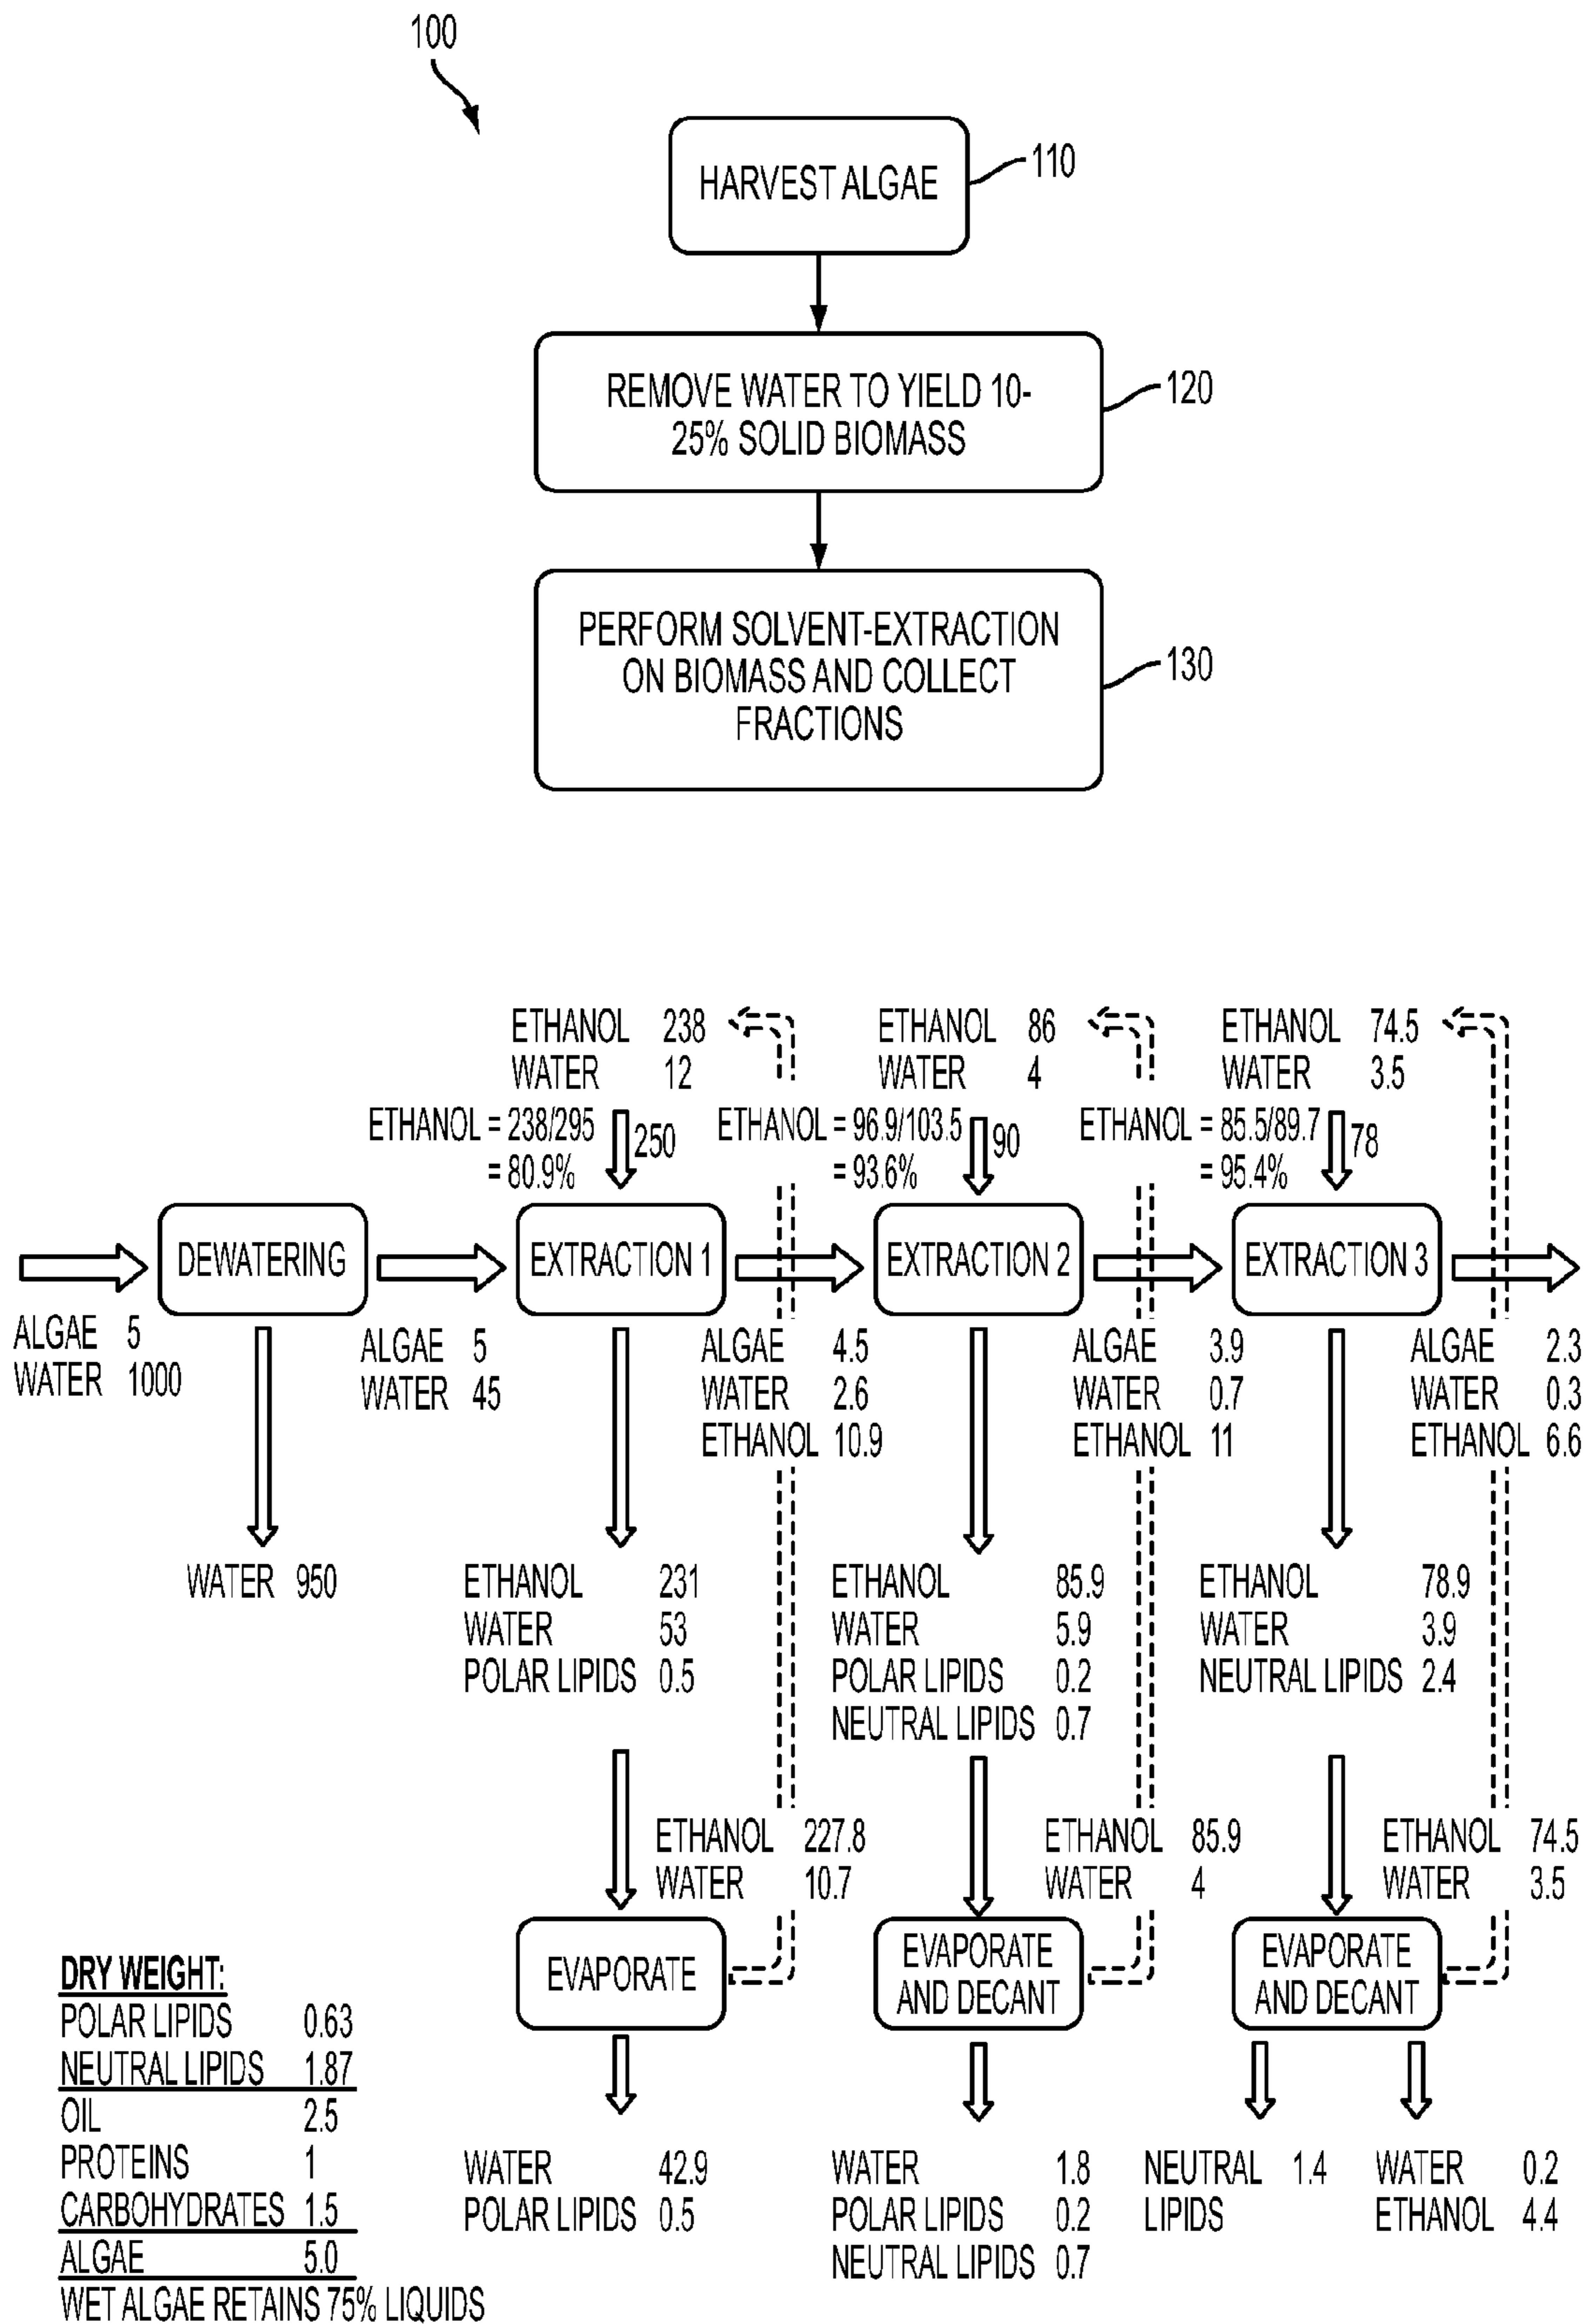 100
HARVEST ALGAE
110
REMOVE WATER TO YIELD 10-
25% SOLID BIOMASS
120
PERFORM SOLVENT-EXTRACTION
ON BIOMASS AND COLLECT
FRACTIONS
130
ETHANOL 238
WATER 12
ETHANOL = 238/295
= 80.9%
250
ETHANOL 86
WATER 4
ETHANOL = 96.9/103.5
= 93.6%
90
ETHANOL 74.5
WATER 3.5
ETHANOL = 85.5/89.7
= 95.4%
78
DEWATERING
EXTRACTION 1
EXTRACTION 2
EXTRACTION 3
ALGAE 5
WATER 1000
ALGAE 5
WATER 45
ALGAE 4.5
WATER 2.6
ETHANOL 10.9
ALGAE 3.9
WATER 0.7
ETHANOL 11
ALGAE 2.3
WATER 0.3
ETHANOL 6.6
WATER 950
ETHANOL 231
WATER 53
POLAR LIPIDS 0.5
ETHANOL 85.9
WATER 5.9
POLAR LIPIDS 0.2
NEUTRAL LIPIDS 0.7
ETHANOL 78.9
WATER 3.9
NEUTRAL LIPIDS 2.4
ETHANOL 227.8
WATER 10.7
ETHANOL 85.9
WATER 4
ETHANOL 74.5
WATER 3.5
EVAPORATE
EVAPORATE
AND DECANT
EVAPORATE
AND DECANT
WATER 42.9
POLAR LIPIDS 0.5
WATER 1.8
POLAR LIPIDS 0.2
NEUTRAL LIPIDS 0.7
NEUTRAL 1.4
LIPIDS
WATER 0.2
ETHANOL 4.4
DRY WEIGHT:
POLAR LIPIDS 0.63
NEUTRAL LIPIDS 1.87
OIL 2.5
PROTEINS 1
CARBOHYDRATES 1.5
ALGAE 5.0
WET ALGAE RETAINS 75% LIQUIDS